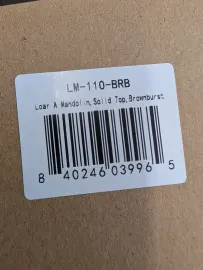 LM-110-BRB
Loar A Mandolin,Solid Top,Brownburst
8 40246 03996 5